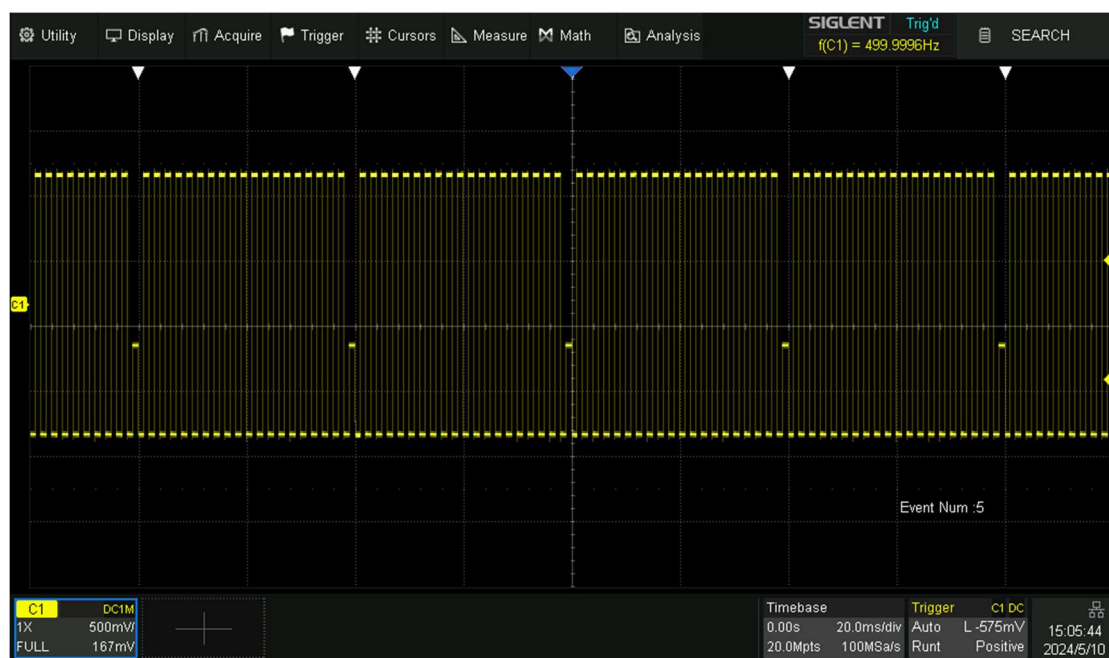 Utility Display Acquire Trigger Cursors Measure Math Analysis SIGLENT Trig'd SEARCH
f(C1) = 499.9996Hz
C1
Event Num :5
C1 DC1M Timebase Trigger C1 DC
1X 500mV/ 0.00s 20.0ms/div Auto L -575mV 15:05:44
FULL 167mV 20.0Mpts 100MSa/s Runt Positive 2024/5/10